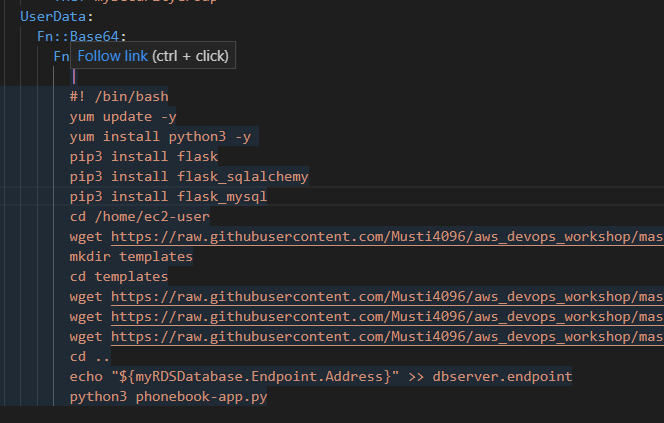 UserData:
Fn::Base64:
Fn
Follow link (ctrl + click)
|
#! /bin/bash
yum update -y
yum install python3 -y
pip3 install flask
pip3 install flask_sqlalchemy
pip3 install flask_mysql
cd /home/ec2-user
wget https://raw.githubusercontent.com/Musti4096/aws_devops_workshop/mas
mkdir templates
cd templates
wget https://raw.githubusercontent.com/Musti4096/aws_devops_workshop/mas
wget https://raw.githubusercontent.com/Musti4096/aws_devops_workshop/mas
wget https://raw.githubusercontent.com/Musti4096/aws_devops_workshop/mas
cd ..
echo "${myRDSDatabase.Endpoint.Address}" >> dbserver.endpoint
python3 phonebook-app.py